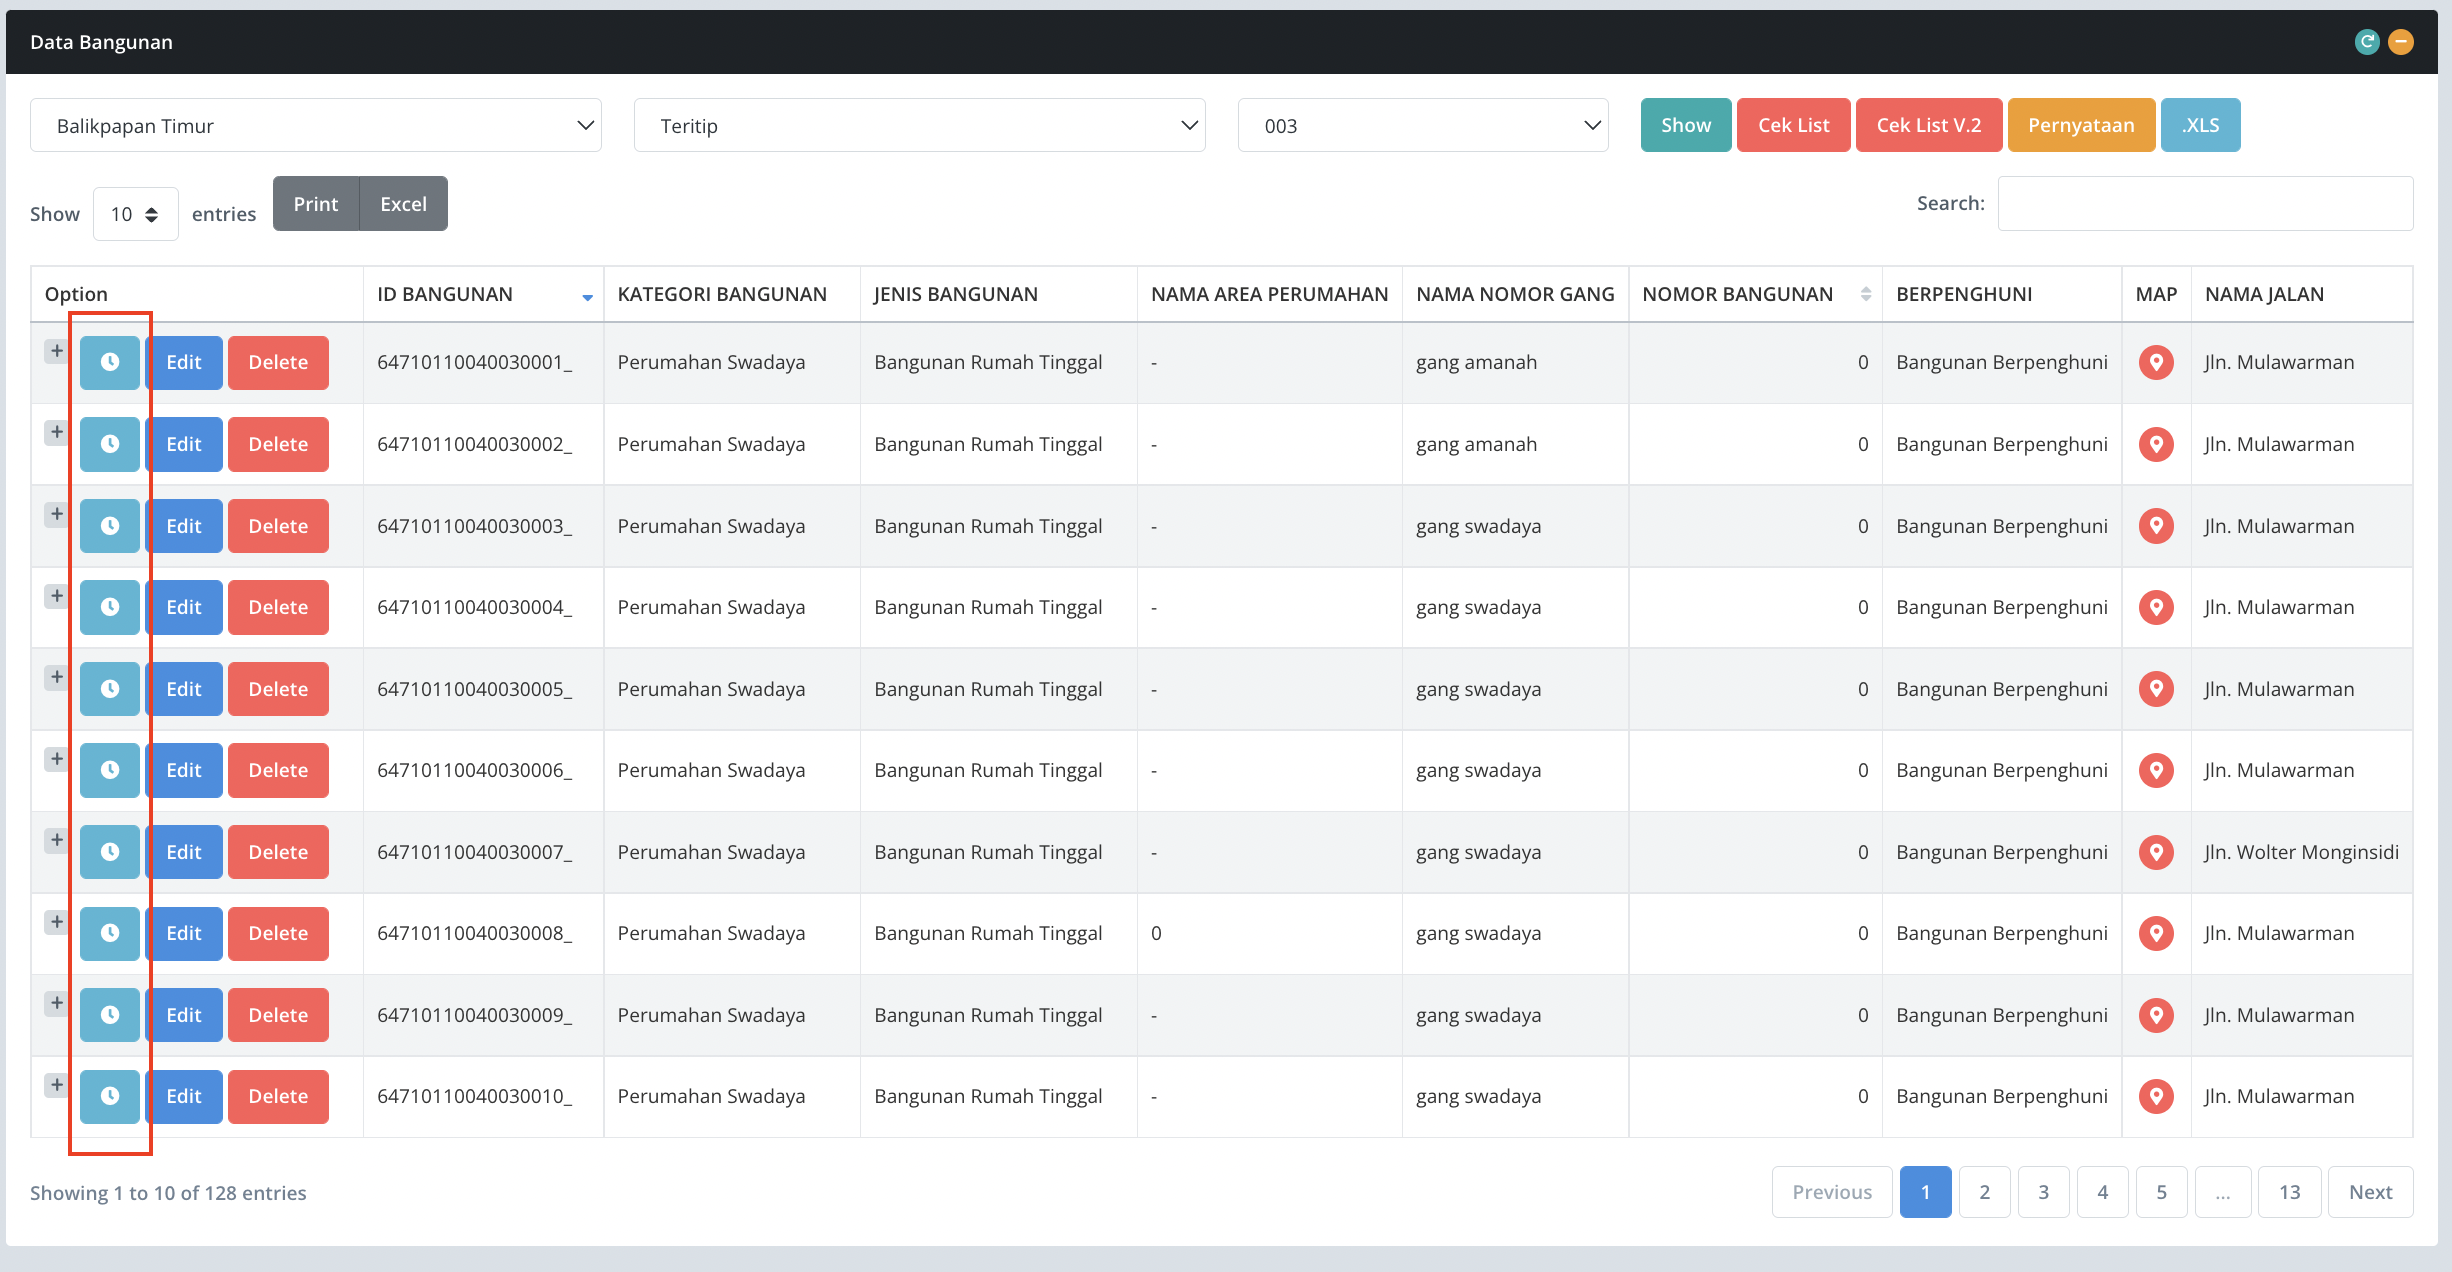 Data Bangunan
Balikpapan Timur Teritip 003 Show Cek List Cek List V.2 Pernyataan .XLS
Show 10 entries Print Excel Search:
Option ID BANGUNAN KATEGORI BANGUNAN JENIS BANGUNAN NAMA AREA PERUMAHAN NAMA NOMOR GANG NOMOR BANGUNAN BERPENGHUNI MAP NAMA JALAN
+ Edit Delete 64710110040030001_ Perumahan Swadaya Bangunan Rumah Tinggal - gang amanah 0 Bangunan Berpenghuni Jln. Mulawarman
+ Edit Delete 64710110040030002_ Perumahan Swadaya Bangunan Rumah Tinggal - gang amanah 0 Bangunan Berpenghuni Jln. Mulawarman
+ Edit Delete 64710110040030003_ Perumahan Swadaya Bangunan Rumah Tinggal - gang swadaya 0 Bangunan Berpenghuni Jln. Mulawarman
+ Edit Delete 64710110040030004_ Perumahan Swadaya Bangunan Rumah Tinggal - gang swadaya 0 Bangunan Berpenghuni Jln. Mulawarman
+ Edit Delete 64710110040030005_ Perumahan Swadaya Bangunan Rumah Tinggal - gang swadaya 0 Bangunan Berpenghuni Jln. Mulawarman
+ Edit Delete 64710110040030006_ Perumahan Swadaya Bangunan Rumah Tinggal - gang swadaya 0 Bangunan Berpenghuni Jln. Mulawarman
+ Edit Delete 64710110040030007_ Perumahan Swadaya Bangunan Rumah Tinggal - gang swadaya 0 Bangunan Berpenghuni Jln. Wolter Monginsidi
+ Edit Delete 64710110040030008_ Perumahan Swadaya Bangunan Rumah Tinggal 0 gang swadaya 0 Bangunan Berpenghuni Jln. Mulawarman
+ Edit Delete 64710110040030009_ Perumahan Swadaya Bangunan Rumah Tinggal - gang swadaya 0 Bangunan Berpenghuni Jln. Mulawarman
+ Edit Delete 64710110040030010_ Perumahan Swadaya Bangunan Rumah Tinggal - gang swadaya 0 Bangunan Berpenghuni Jln. Mulawarman
Showing 1 to 10 of 128 entries Previous 1 2 3 4 5 ... 13 Next